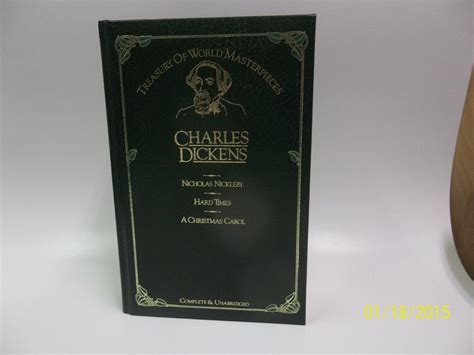 TREASURY OF WORLD MASTERPIECES
CHARLES
DICKENS
NICHOLAS NICKLEBY
HARD TIMES
A CHRISTMAS CAROL
COMPLETE & UNABRIDGED
01/18/2015